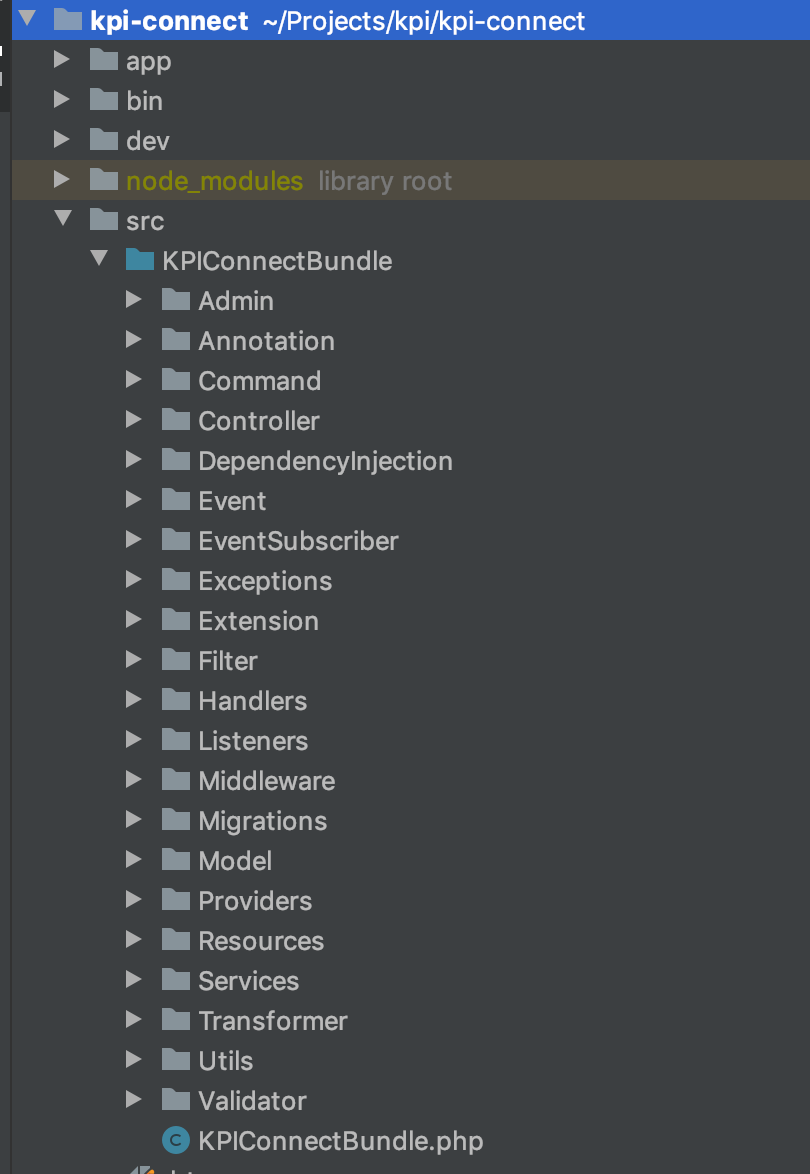 kpi-connect ~/Projects/kpi/kpi-connect
app
bin
dev
node_modules library root
src
KPIConnectBundle
Admin
Annotation
Command
Controller
DependencyInjection
Event
EventSubscriber
Exceptions
Extension
Filter
Handlers
Listeners
Middleware
Migrations
Model
Providers
Resources
Services
Transformer
Utils
Validator
C KPIConnectBundle.php